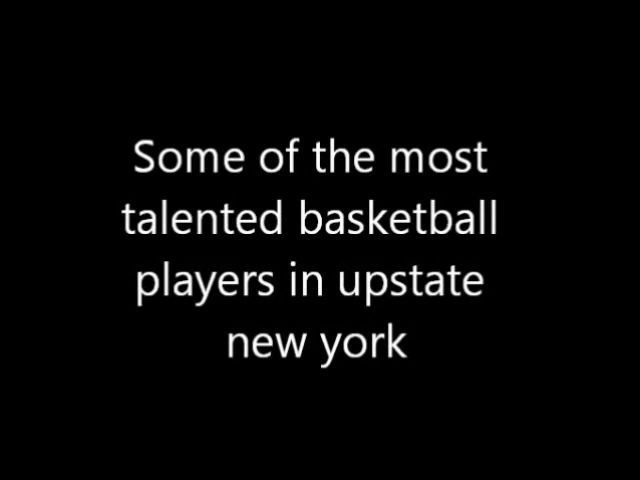 Some of the most
talented basketball
players in upstate
new york